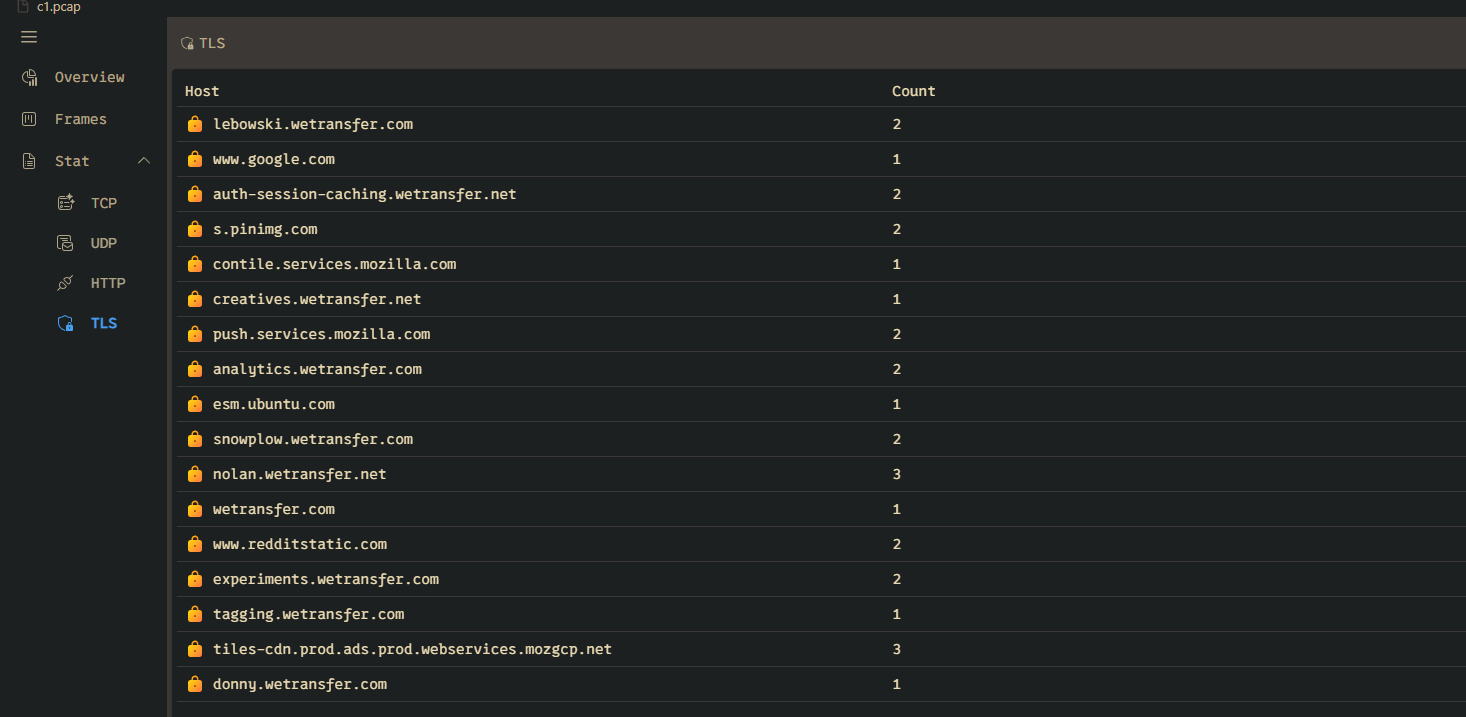 c1.pcap
Overview
Frames
Stat
TCP
UDP
HTTP
TLS
TLS
Host Count
lebowski.wetransfer.com 2
www.google.com 1
auth-session-caching.wetransfer.net 2
s.pinimg.com 2
contile.services.mozilla.com 1
creatives.wetransfer.net 1
push.services.mozilla.com 2
analytics.wetransfer.com 2
esm.ubuntu.com 1
snowplow.wetransfer.com 2
nolan.wetransfer.net 3
wetransfer.com 1
www.redditstatic.com 2
experiments.wetransfer.com 2
tagging.wetransfer.com 1
tiles-cdn.prod.ads.prod.webservices.mozgcp.net 3
donny.wetransfer.com 1